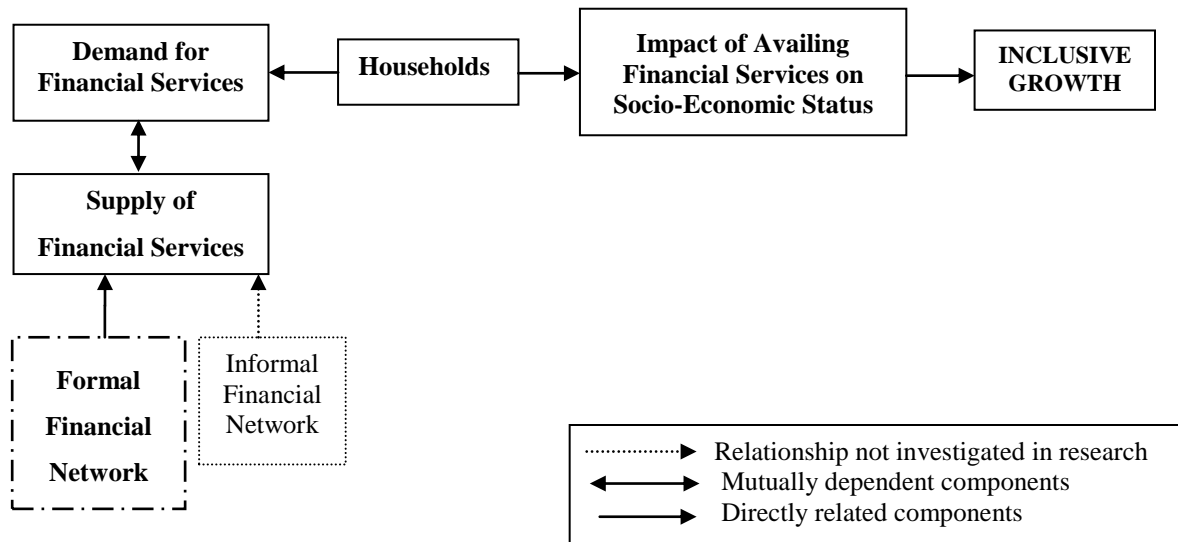 Demand for
Financial Services
Households
Impact of Availing
Financial Services on
Socio-Economic Status
INCLUSIVE
GROWTH
Supply of
Financial Services
Formal
Financial
Network
Informal
Financial
Network
Relationship not investigated in research
Mutually dependent components
Directly related components